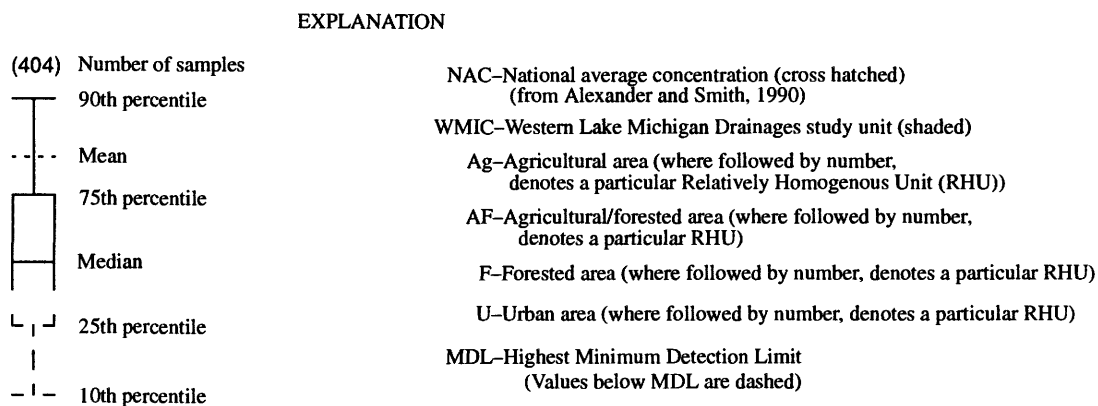 EXPLANATION
(404) Number of samples
90th percentile
Mean
75th percentile
Median
25th percentile
10th percentile
NAC–National average concentration (cross hatched)
(from Alexander and Smith, 1990)
WMIC–Western Lake Michigan Drainages study unit (shaded)
Ag–Agricultural area (where followed by number,
denotes a particular Relatively Homogenous Unit (RHU))
AF–Agricultural/forested area (where followed by number,
denotes a particular RHU)
F–Forested area (where followed by number, denotes a particular RHU)
U–Urban area (where followed by number, denotes a particular RHU)
MDL–Highest Minimum Detection Limit
(Values below MDL are dashed)